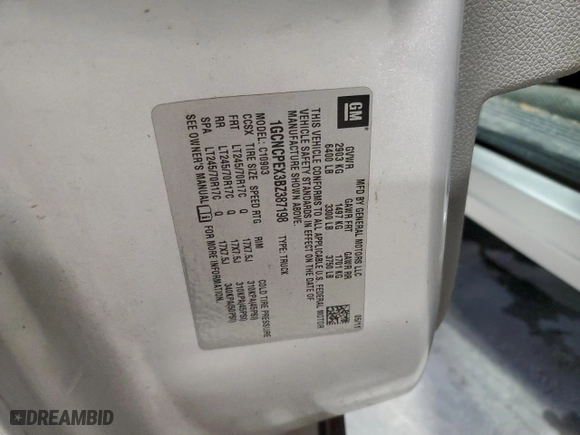 GM
MFD BY GENERAL MOTORS LLC
05/11
GVWR GAWR FRT GAWR RR
2903 KG 1497 KG 1701 KG
6400 LB 3300 LB 3750 LB
THIS VEHICLE CONFORMS TO ALL APPLICABLE U.S. FEDERAL MOTOR
VEHICLE SAFETY STANDARDS IN EFFECT ON THE DATE OF
MANUFACTURE SHOWN ABOVE.
1GCNCPEX3BZ387198 TYPE: TRUCK
MODEL: C10903
CCSX TIRE SIZE SPEED RTG RIM COLD TIRE PRESSURE
FRT LT245/70R17C Q 17X7.5J 310KPA(45PSI)
RR LT245/70R17C Q 17X7.5J 310KPA(45PSI)
SPA LT245/70R17C Q 17X7.5J 340KPA(50PSI)
SEE OWNER'S MANUAL FOR MORE INFORMATION.
DREAMBID